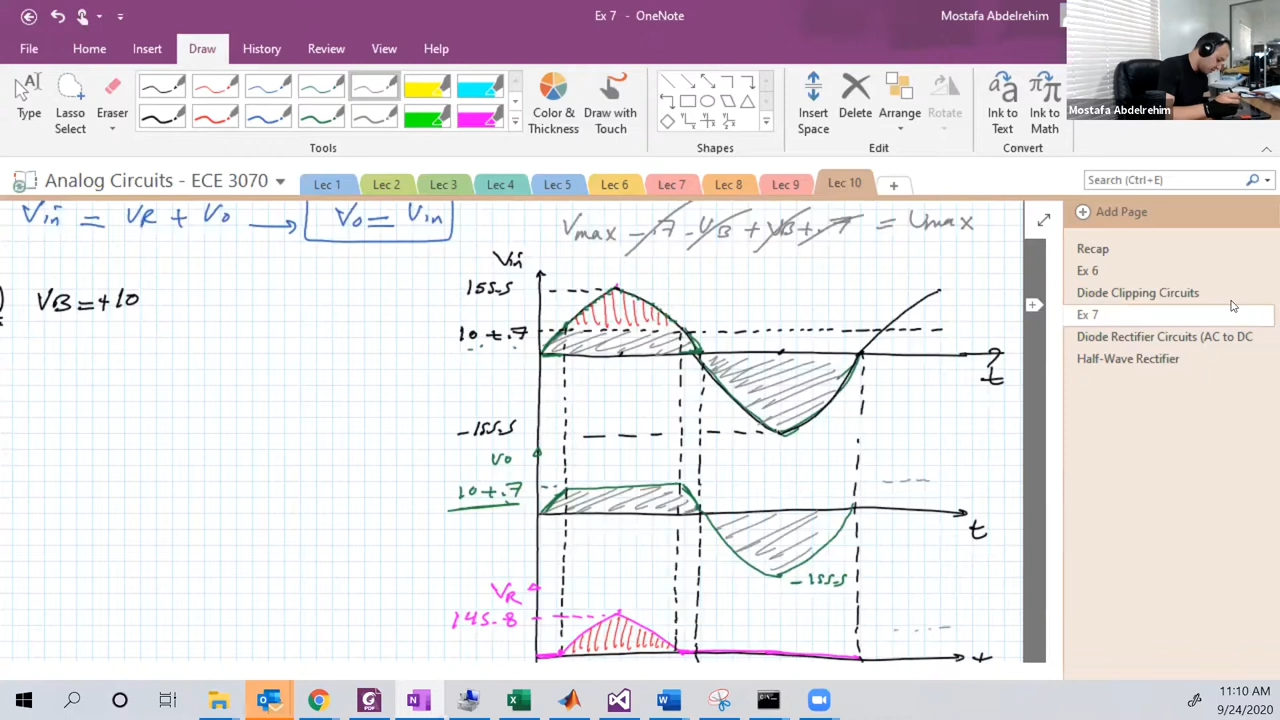 Ex 7 - OneNote
Mostafa Abdelrehim
File Home Insert Draw History Review View Help
Type
Lasso Select
Eraser
Color & Thickness
Draw with Touch
Insert Space
Delete
Arrange
Rotate
Ink to Text
Ink to Math
Tools
Shapes
Edit
Convert
Mostafa Abdelrehim
Analog Circuits - ECE 3070
Lec 1 Lec 2 Lec 3 Lec 4 Lec 5 Lec 6 Lec 7 Lec 8 Lec 9 Lec 10
Search (Ctrl+E)
Add Page
Recap
Ex 6
Diode Clipping Circuits
Ex 7
Diode Rectifier Circuits (AC to DC
Half-Wave Rectifier
Vin = VR + Vo → Vo = Vin
Vmax - .7 - VB + VB + .7 = Vmax
) VB = +10
Vin
155.5
10 + .7
t
-155.5
Vo
10 + .7
t
-155.5
VR
145.8
t
11:10 AM
9/24/2020